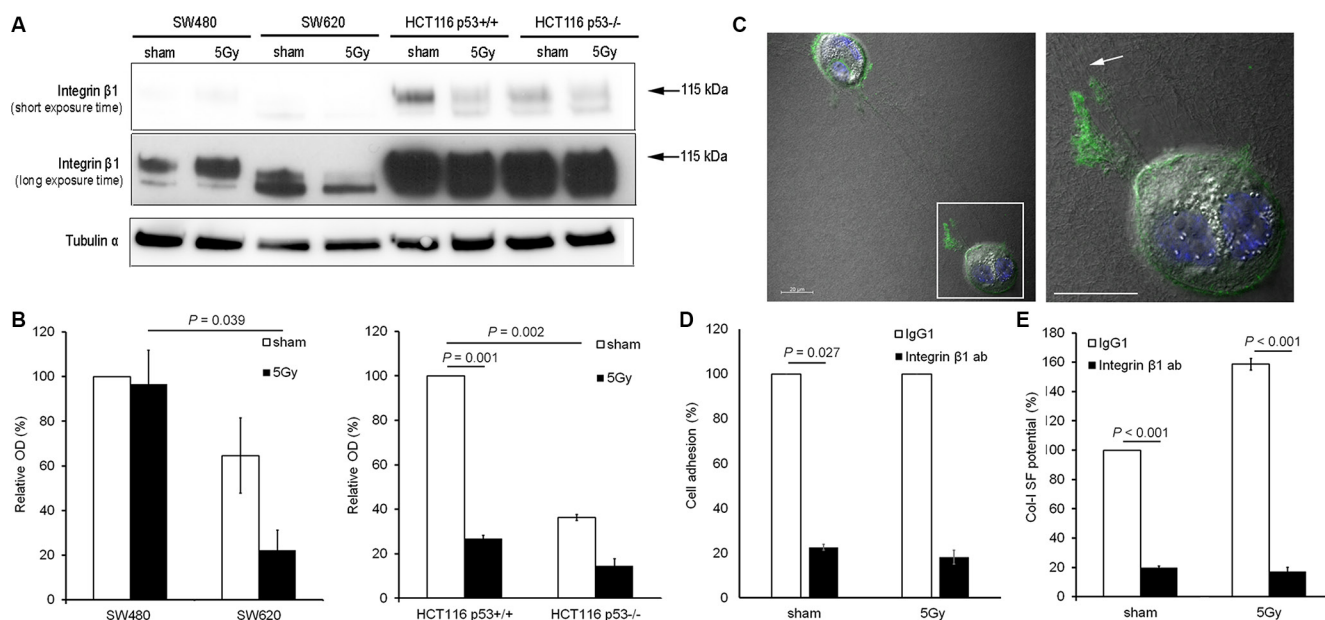 A
SW480 SW620 HCT116 p53+/+ HCT116 p53-/-
sham 5Gy sham 5Gy sham 5Gy sham 5Gy
Integrin β1
(short exposure time)
115 kDa
Integrin β1
(long exposure time)
115 kDa
Tubulin α
C
20 µm
B
Relative OD (%)
120
100
80
60
40
20
0
P = 0.039
sham
5Gy
SW480 SW620
Relative OD (%)
120
100
80
60
40
20
0
P = 0.002
P = 0.001
sham
5Gy
HCT116 p53+/+ HCT116 p53-/-
D
Cell adhesion (%)
120
100
80
60
40
20
0
IgG1
Integrin β1 ab
P = 0.027
sham 5Gy
E
Col-I SF potential (%)
180
160
140
120
100
80
60
40
20
0
IgG1
Integrin β1 ab
P < 0.001
P < 0.001
sham 5Gy